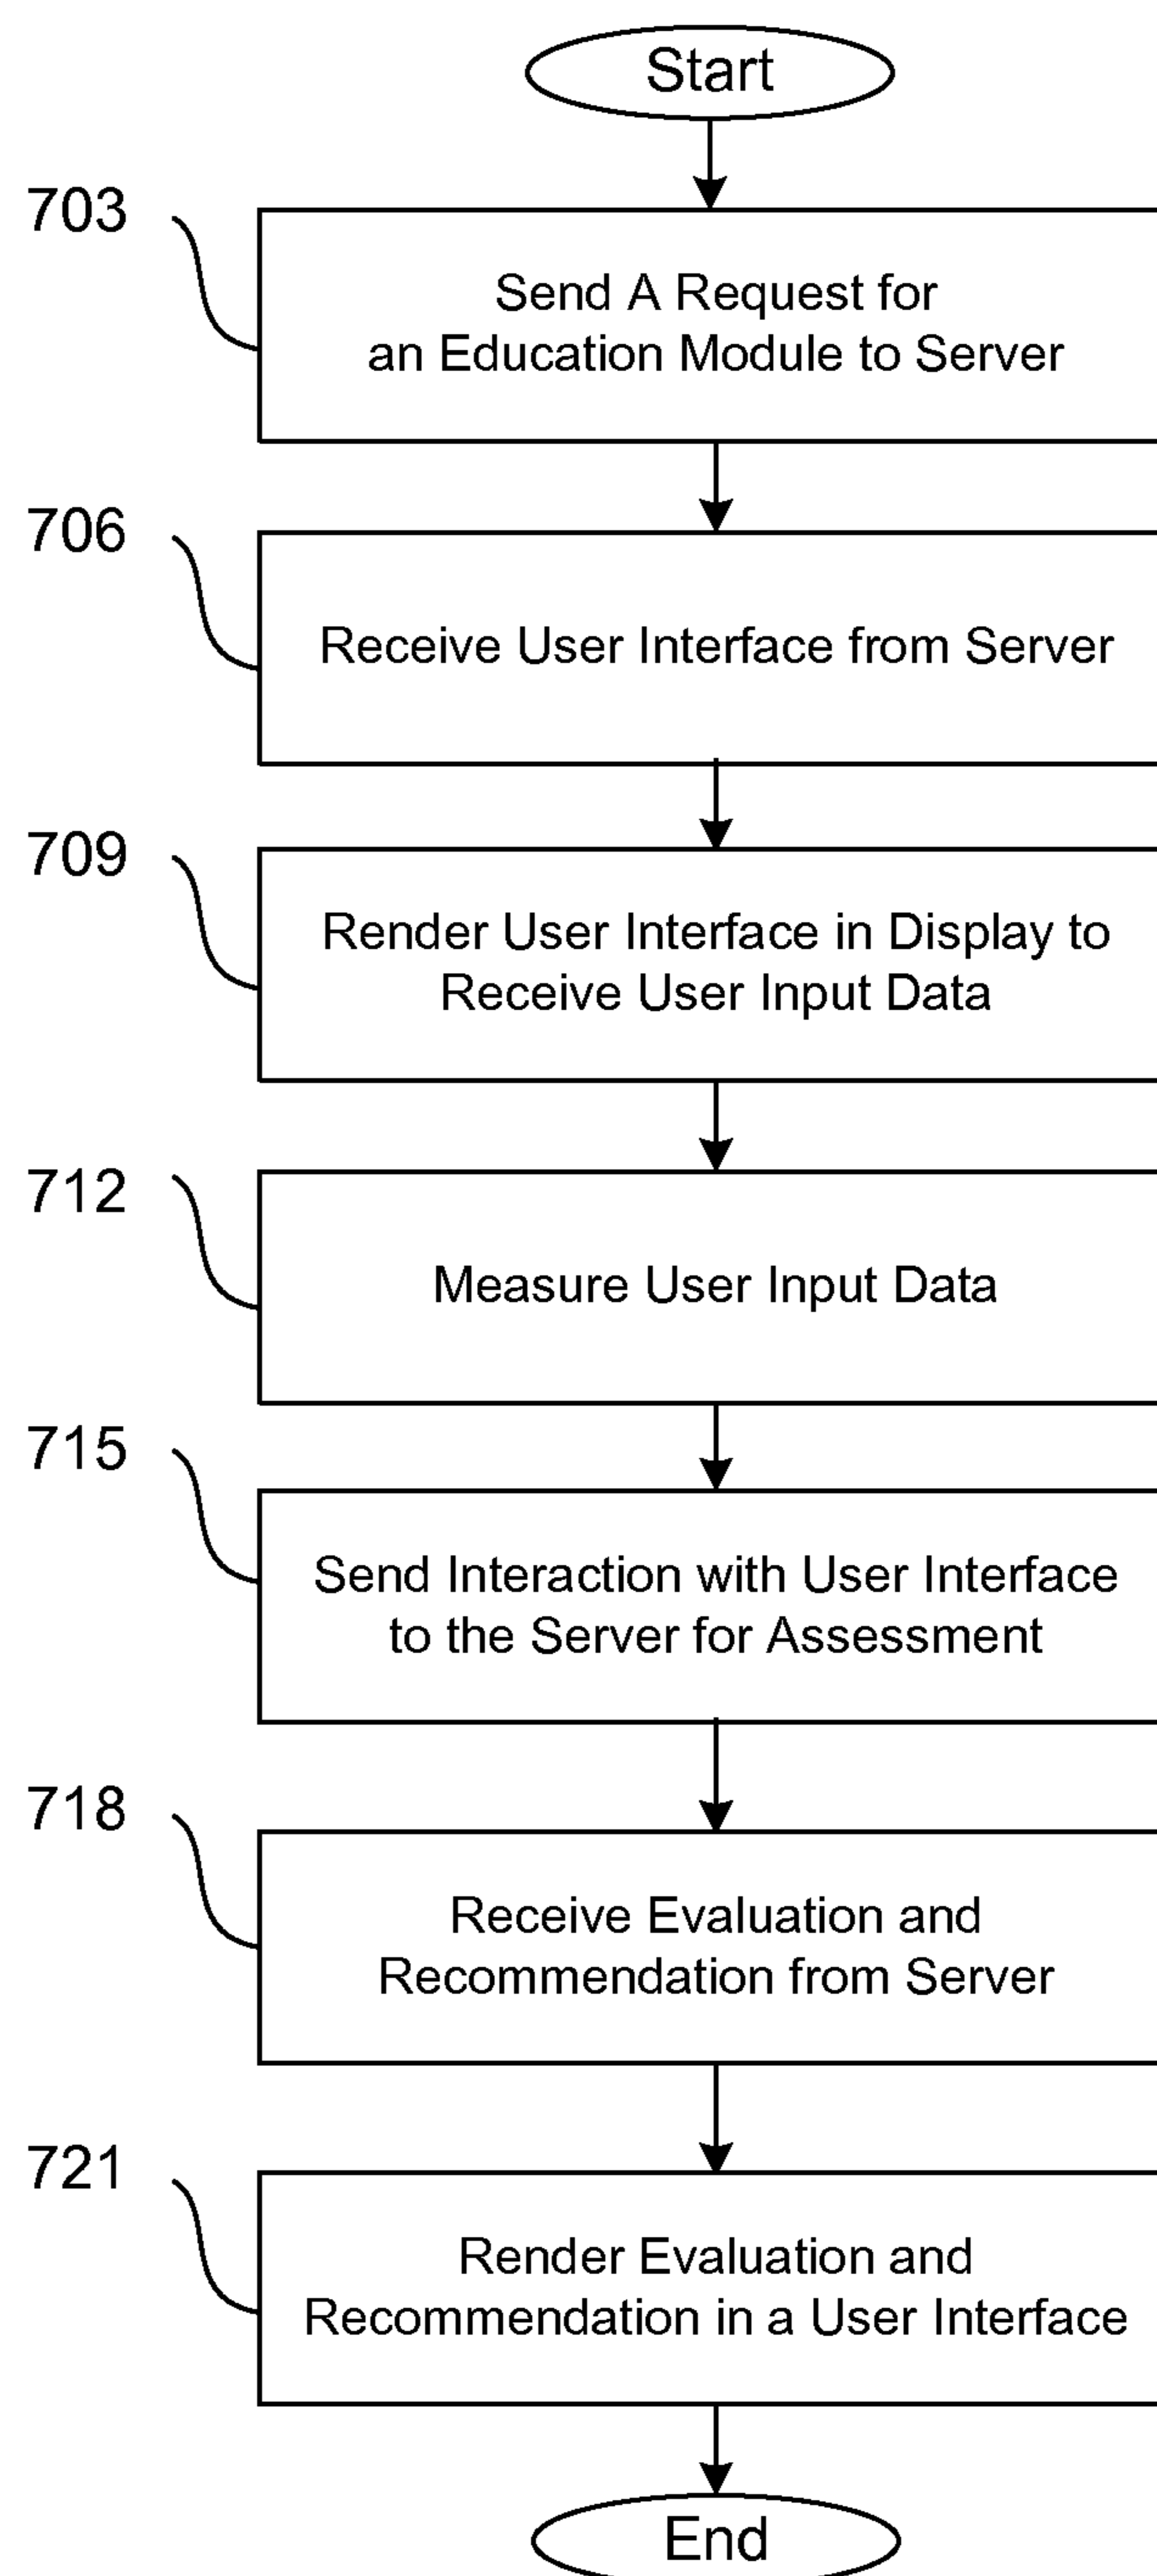 Start
703
Send A Request for
an Education Module to Server
706
Receive User Interface from Server
709
Render User Interface in Display to
Receive User Input Data
712
Measure User Input Data
715
Send Interaction with User Interface
to the Server for Assessment
718
Receive Evaluation and
Recommendation from Server
721
Render Evaluation and
Recommendation in a User Interface
End